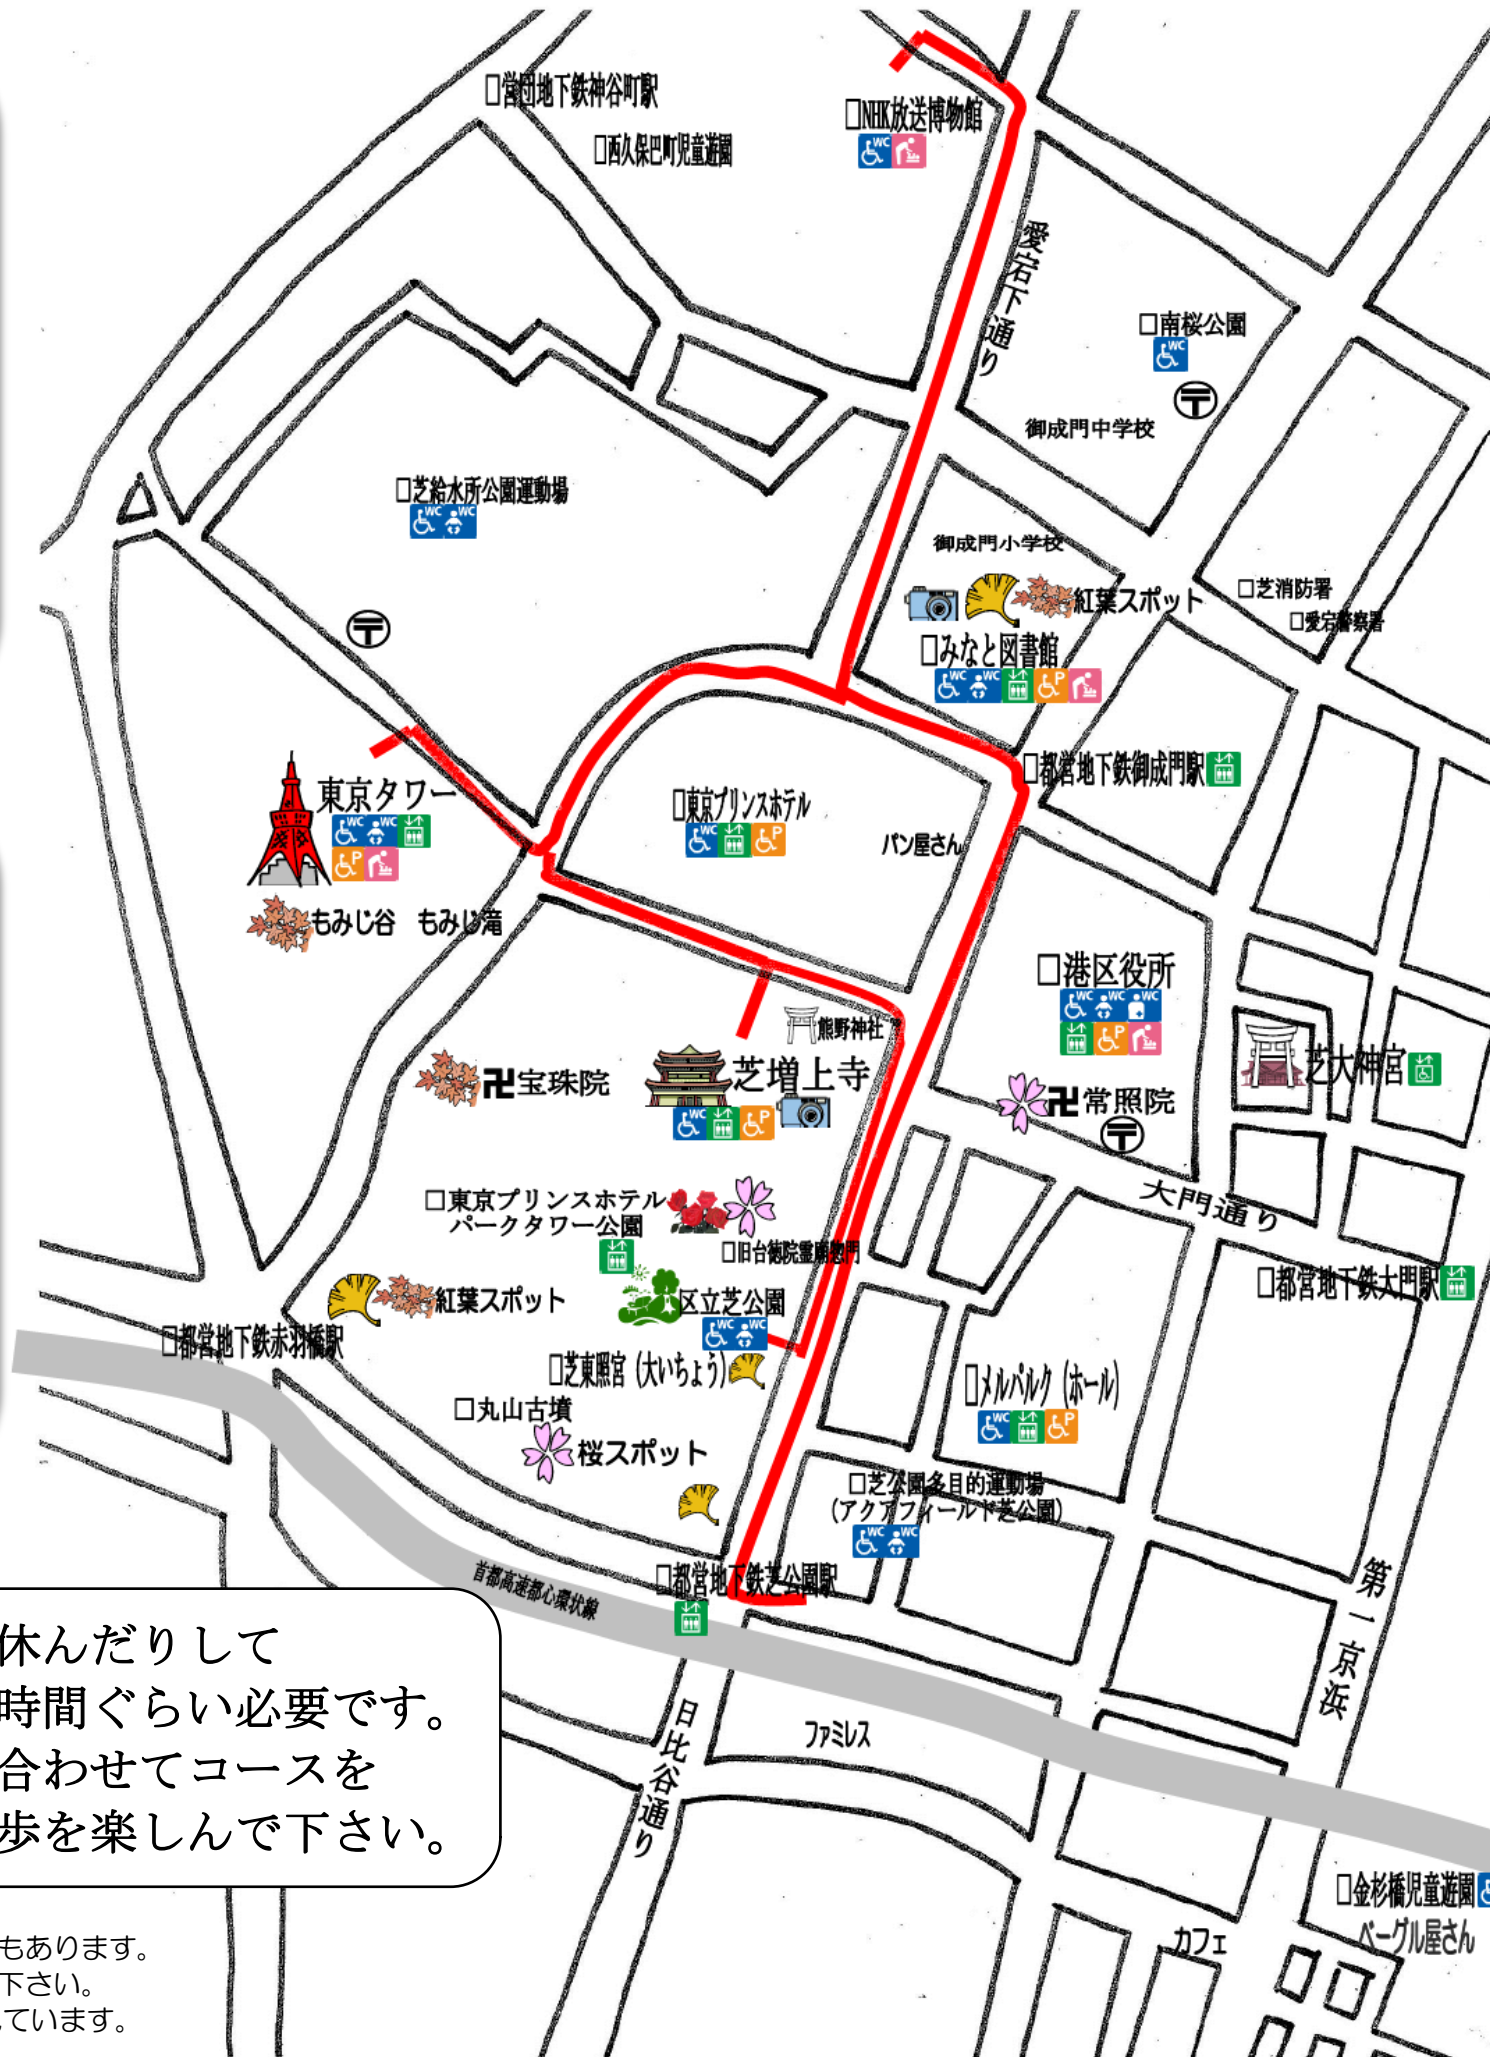 □営団地下鉄神谷町駅
□西久保巴町児童遊園
□NHK放送博物館
愛宕下通り
□南桜公園
御成門中学校
□芝給水所公園運動場
御成門小学校
紅葉スポット
□みなと図書館
□芝消防署
□愛宕警察署
□都営地下鉄御成門駅
東京タワー
□東京プリンスホテル
パン屋さん
もみじ谷 もみじ滝
□港区役所
熊野神社
卍宝珠院
芝増上寺
芝大神宮
卍常照院
□東京プリンスホテル
パークタワー公園
□旧台徳院霊廟惣門
大門通り
□都営地下鉄大門駅
紅葉スポット
区立芝公園
□都営地下鉄赤羽橋駅
□芝東照宮（大いちょう）
□メルパルク（ホール）
□丸山古墳
桜スポット
□芝公園多目的運動場
（アクアフィールド芝公園）
□都営地下鉄芝公園駅
首都高速都心環状線
第一京浜
日比谷通り
ファミレス
休んだりして
時間ぐらい必要です。
合わせてコースを
歩を楽しんで下さい。
□金杉橋児童遊園
ベーグル屋さん
カフェ
もあります。
下さい。
ています。